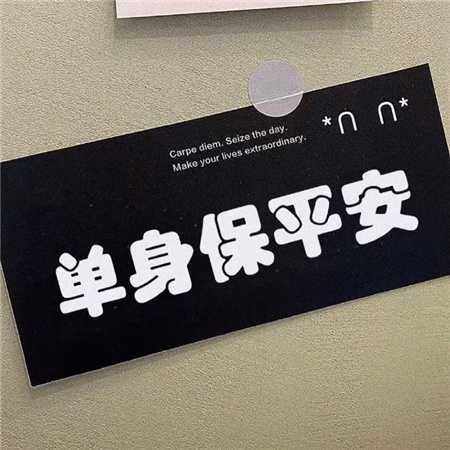 Carpe diem. Seize the day.
Make your lives extraordinary.
*∩ ∩*
单身保平安